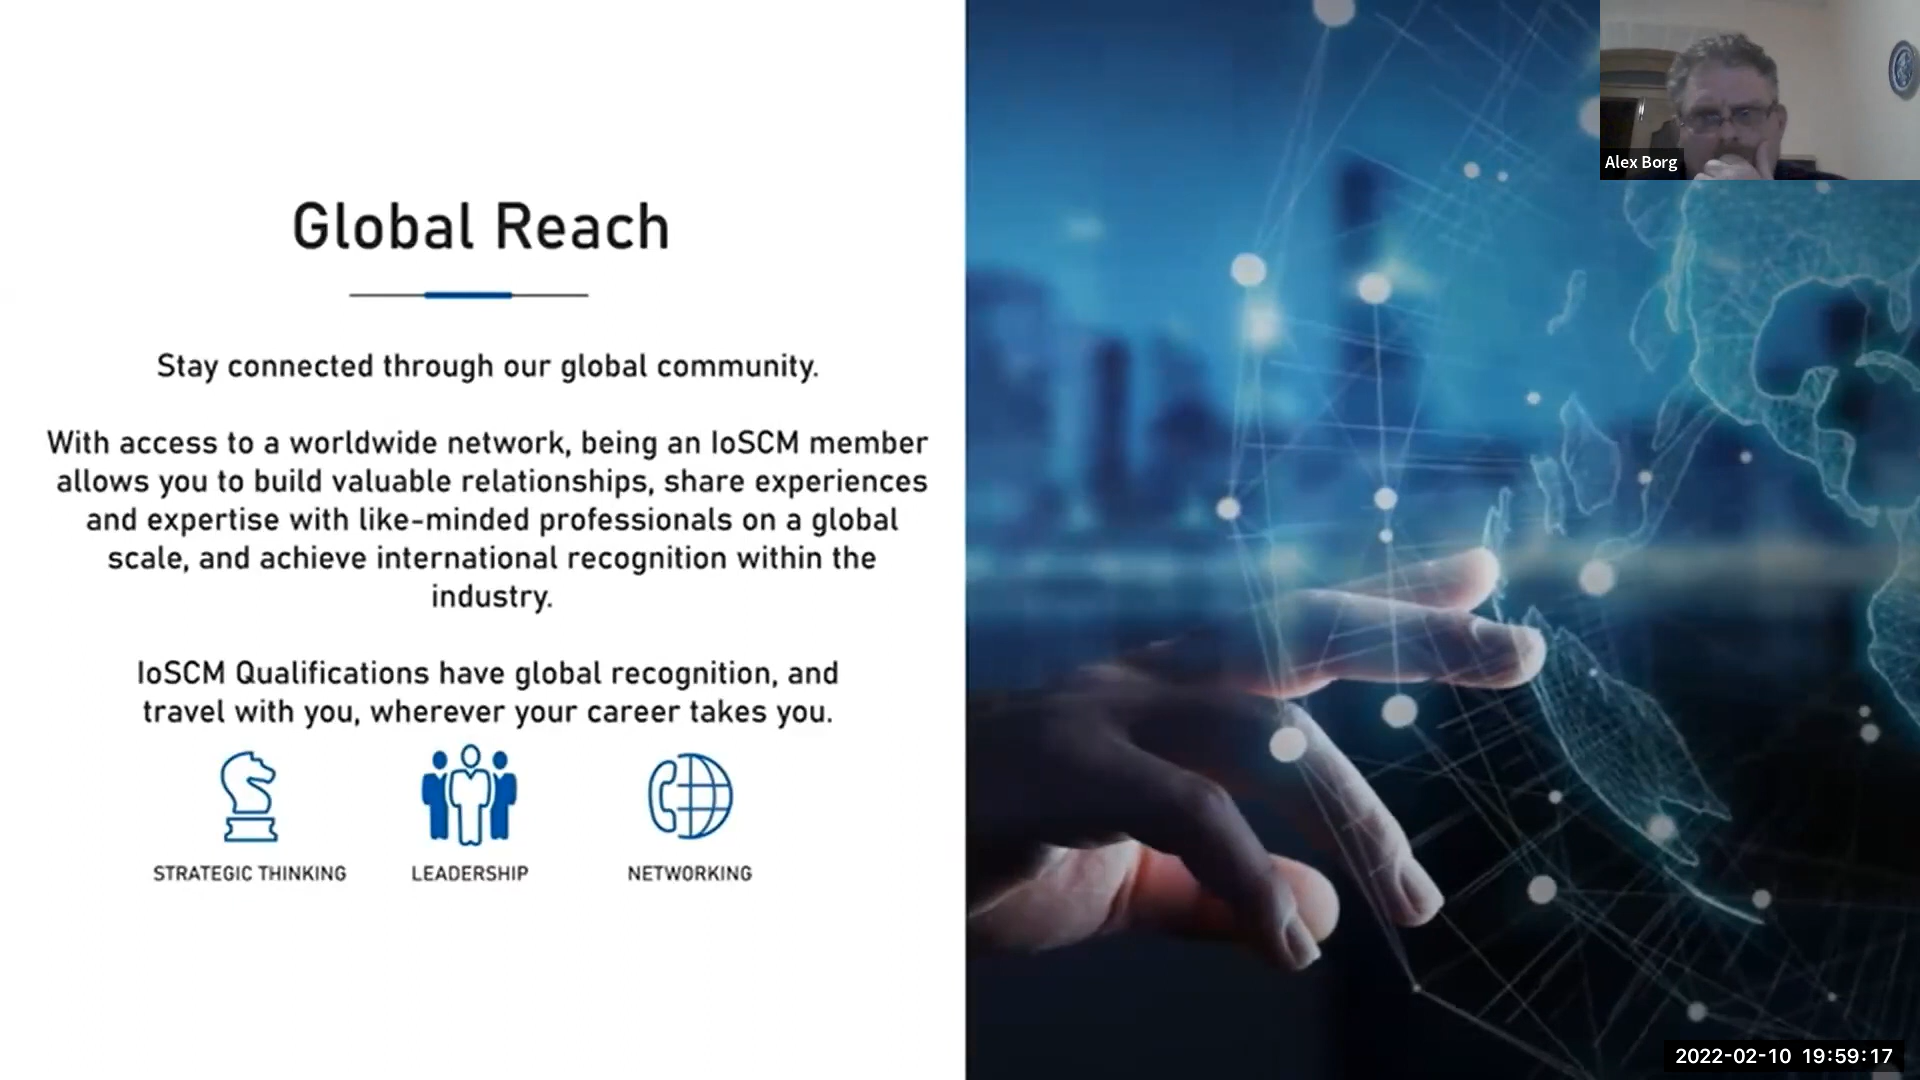 Global Reach
Stay connected through our global community.
With access to a worldwide network, being an IoSCM member
allows you to build valuable relationships, share experiences
and expertise with like-minded professionals on a global
scale, and achieve international recognition within the
industry.
IoSCM Qualifications have global recognition, and
travel with you, wherever your career takes you.
STRATEGIC THINKING
LEADERSHIP
NETWORKING
Alex Borg
2022-02-10 19:59:17